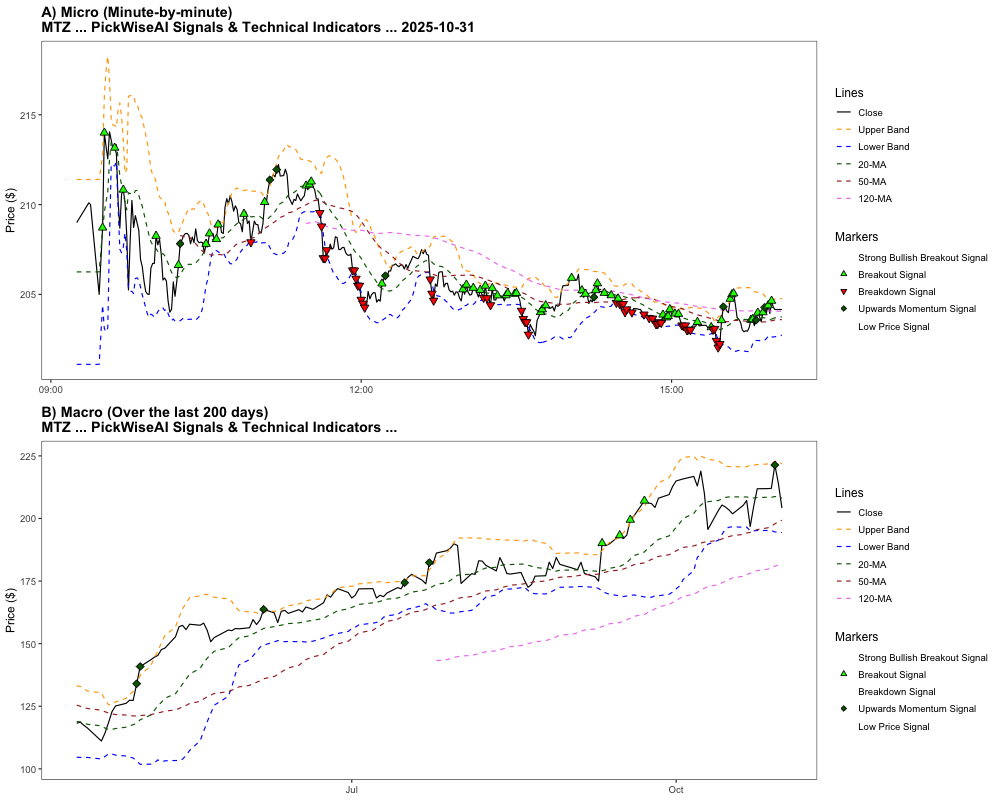 A) Micro (Minute-by-minute)
MTZ ... PickWiseAI Signals & Technical Indicators ... 2025-10-31
Price ($)
215
210
205
09:00
12:00
15:00
Lines
Close
Upper Band
Lower Band
20-MA
50-MA
120-MA
Markers
Strong Bullish Breakout Signal
Breakout Signal
Breakdown Signal
Upwards Momentum Signal
Low Price Signal
B) Macro (Over the last 200 days)
MTZ ... PickWiseAI Signals & Technical Indicators ...
Price ($)
225
200
175
150
125
100
Jul
Oct
Lines
Close
Upper Band
Lower Band
20-MA
50-MA
120-MA
Markers
Strong Bullish Breakout Signal
Breakout Signal
Breakdown Signal
Upwards Momentum Signal
Low Price Signal